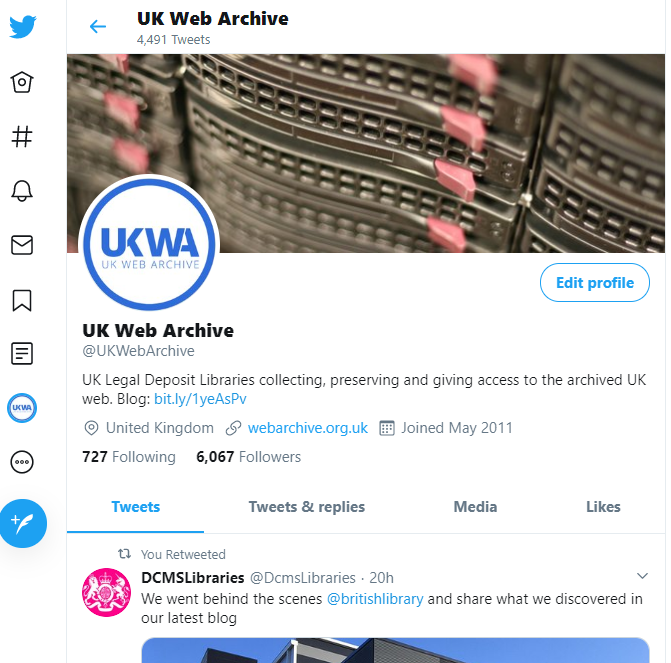 UK Web Archive
4,491 Tweets
UKWA
UK WEB ARCHIVE
Edit profile
UK Web Archive
@UKWebArchive
UK Legal Deposit Libraries collecting, preserving and giving access to the archived UK
web. Blog: bit.ly/1yeAsPv
United Kingdom webarchive.org.uk Joined May 2011
727 Following 6,067 Followers
UKWA
Tweets Tweets & replies Media Likes
You Retweeted
DCMSLibraries @DcmsLibraries · 20h
We went behind the scenes @britishlibrary and share what we discovered in
our latest blog